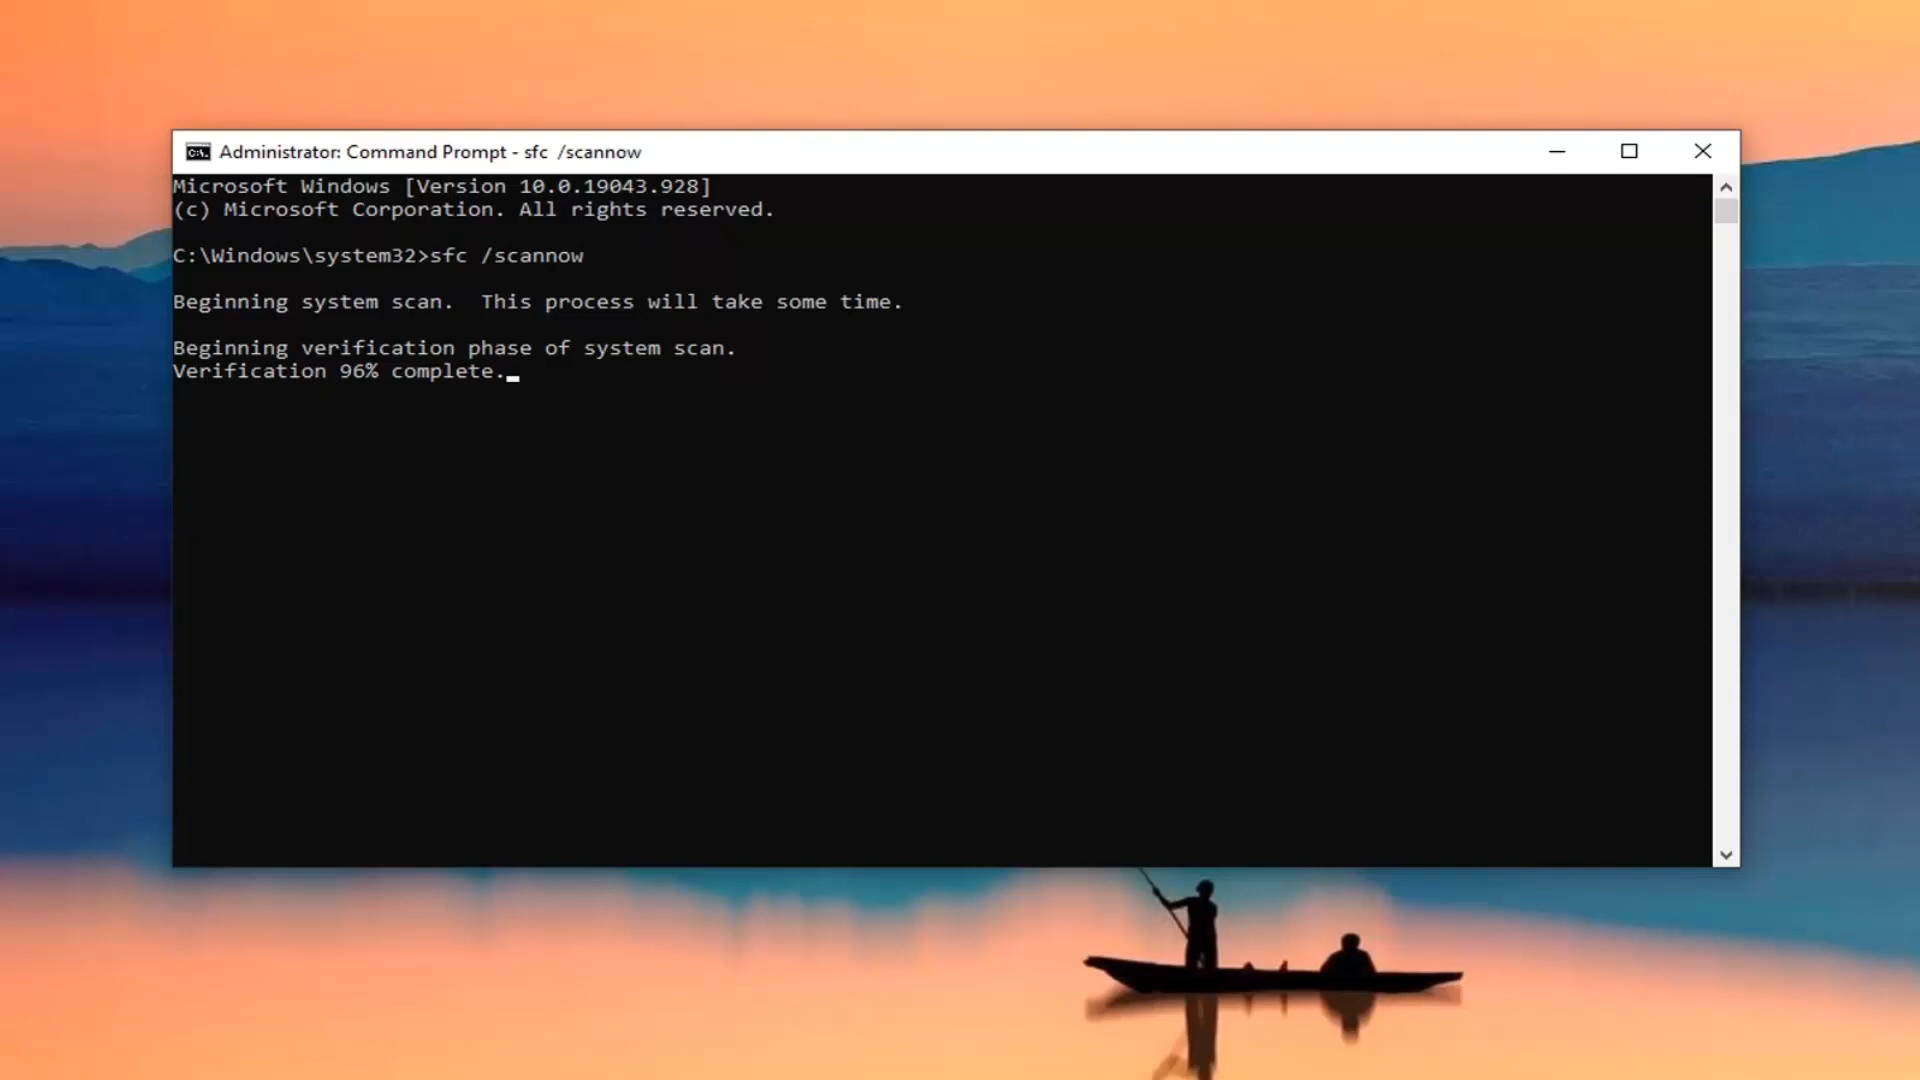 Administrator: Command Prompt - sfc  /scannow
Microsoft Windows [Version 10.0.19043.928]
(c) Microsoft Corporation. All rights reserved.
C:\Windows\system32>sfc /scannow
Beginning system scan.  This process will take some time.
Beginning verification phase of system scan.
Verification 96% complete.